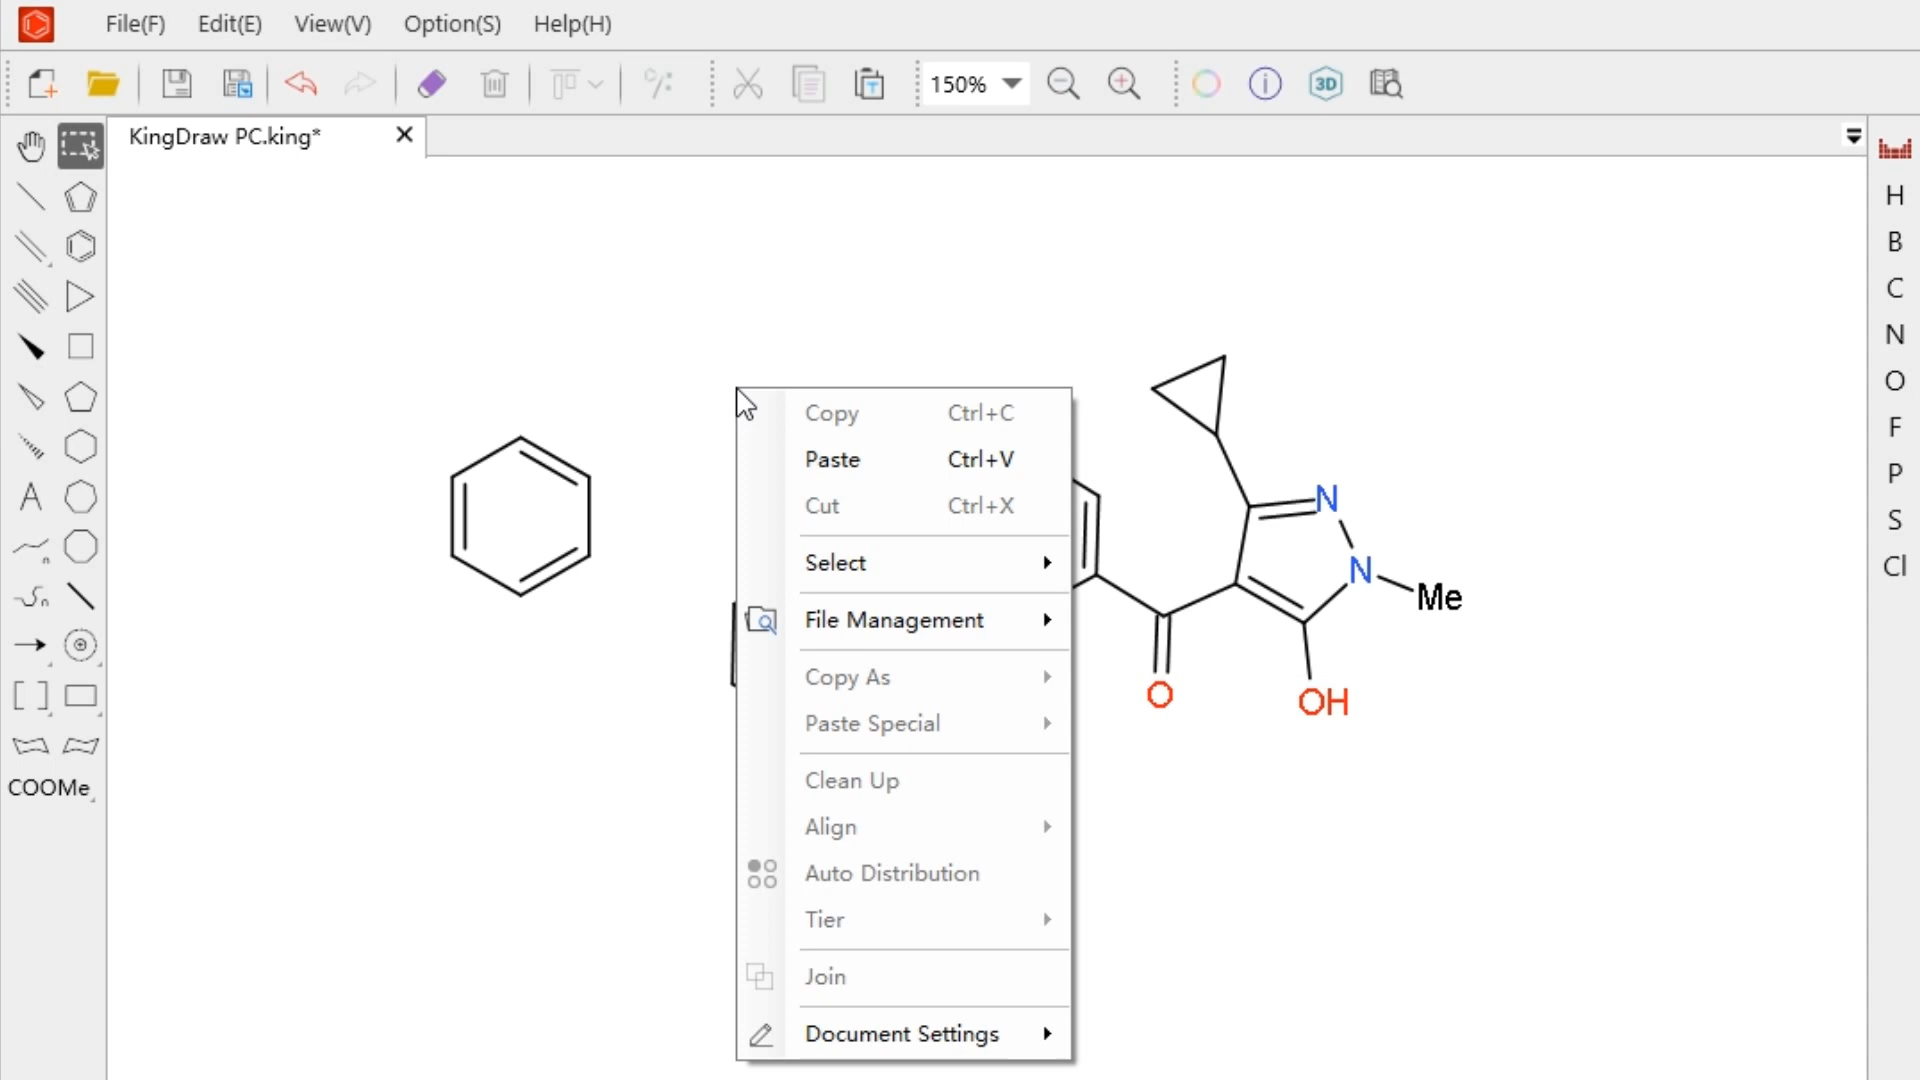 File(F) Edit(E) View(V) Option(S) Help(H)
150% i 3D
KingDraw PC.king*
H
B
C
N
O
F
P
S
Cl
A
n
n
COOMe
Copy Ctrl+C
Paste Ctrl+V
Cut Ctrl+X
Select
File Management
Copy As
Paste Special
Clean Up
Align
Auto Distribution
Tier
Join
Document Settings
N
N
Me
O
OH